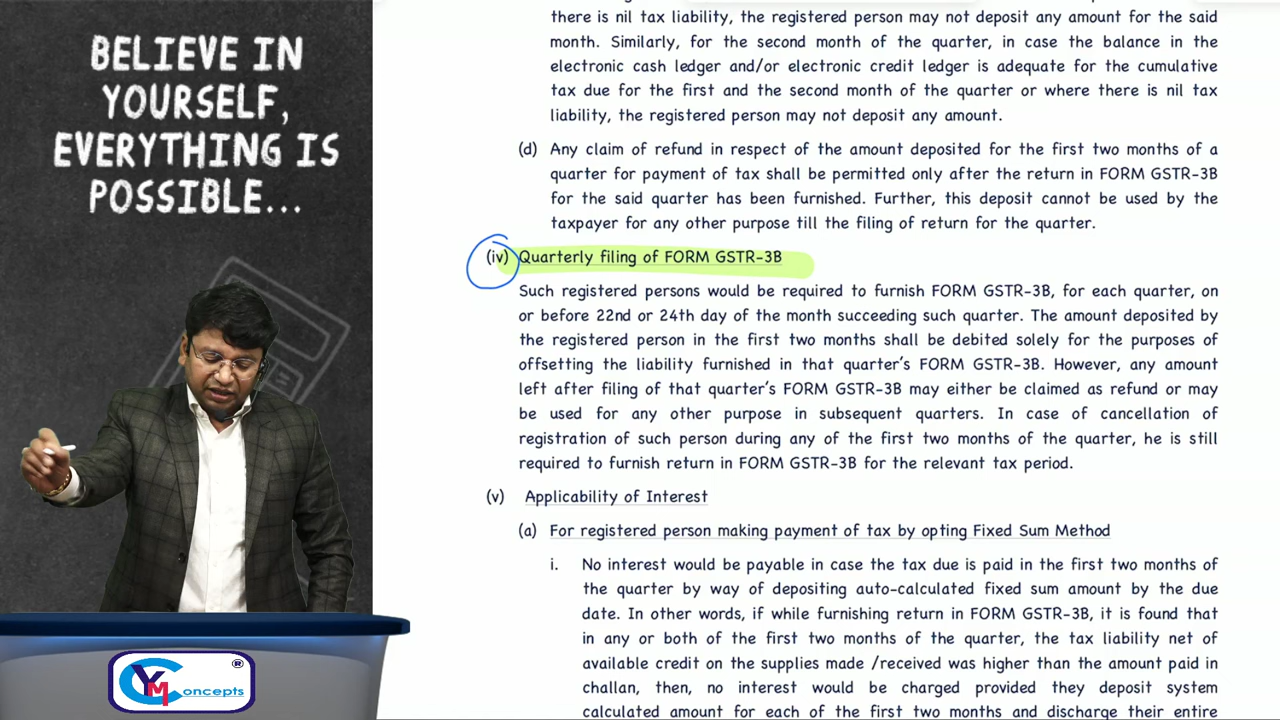 BELIEVE IN
YOURSELF,
EVERYTHING IS
POSSIBLE...
there is nil tax liability, the registered person may not deposit any amount for the said
month. Similarly, for the second month of the quarter, in case the balance in the
electronic cash ledger and/or electronic credit ledger is adequate for the cumulative
tax due for the first and the second month of the quarter or where there is nil tax
liability, the registered person may not deposit any amount.
(d) Any claim of refund in respect of the amount deposited for the first two months of a
quarter for payment of tax shall be permitted only after the return in FORM GSTR-3B
for the said quarter has been furnished. Further, this deposit cannot be used by the
taxpayer for any other purpose till the filing of return for the quarter.
(iv) Quarterly filing of FORM GSTR-3B
Such registered persons would be required to furnish FORM GSTR-3B, for each quarter, on
or before 22nd or 24th day of the month succeeding such quarter. The amount deposited by
the registered person in the first two months shall be debited solely for the purposes of
offsetting the liability furnished in that quarter's FORM GSTR-3B. However, any amount
left after filing of that quarter's FORM GSTR-3B may either be claimed as refund or may
be used for any other purpose in subsequent quarters. In case of cancellation of
registration of such person during any of the first two months of the quarter, he is still
required to furnish return in FORM GSTR-3B for the relevant tax period.
(v) Applicability of Interest
(a) For registered person making payment of tax by opting Fixed Sum Method
i. No interest would be payable in case the tax due is paid in the first two months of
the quarter by way of depositing auto-calculated fixed sum amount by the due
date. In other words, if while furnishing return in FORM GSTR-3B, it is found that
in any or both of the first two months of the quarter, the tax liability net of
available credit on the supplies made /received was higher than the amount paid in
challan, then, no interest would be charged provided they deposit system
calculated amount for each of the first two months and discharge their entire
CYM oncepts ®